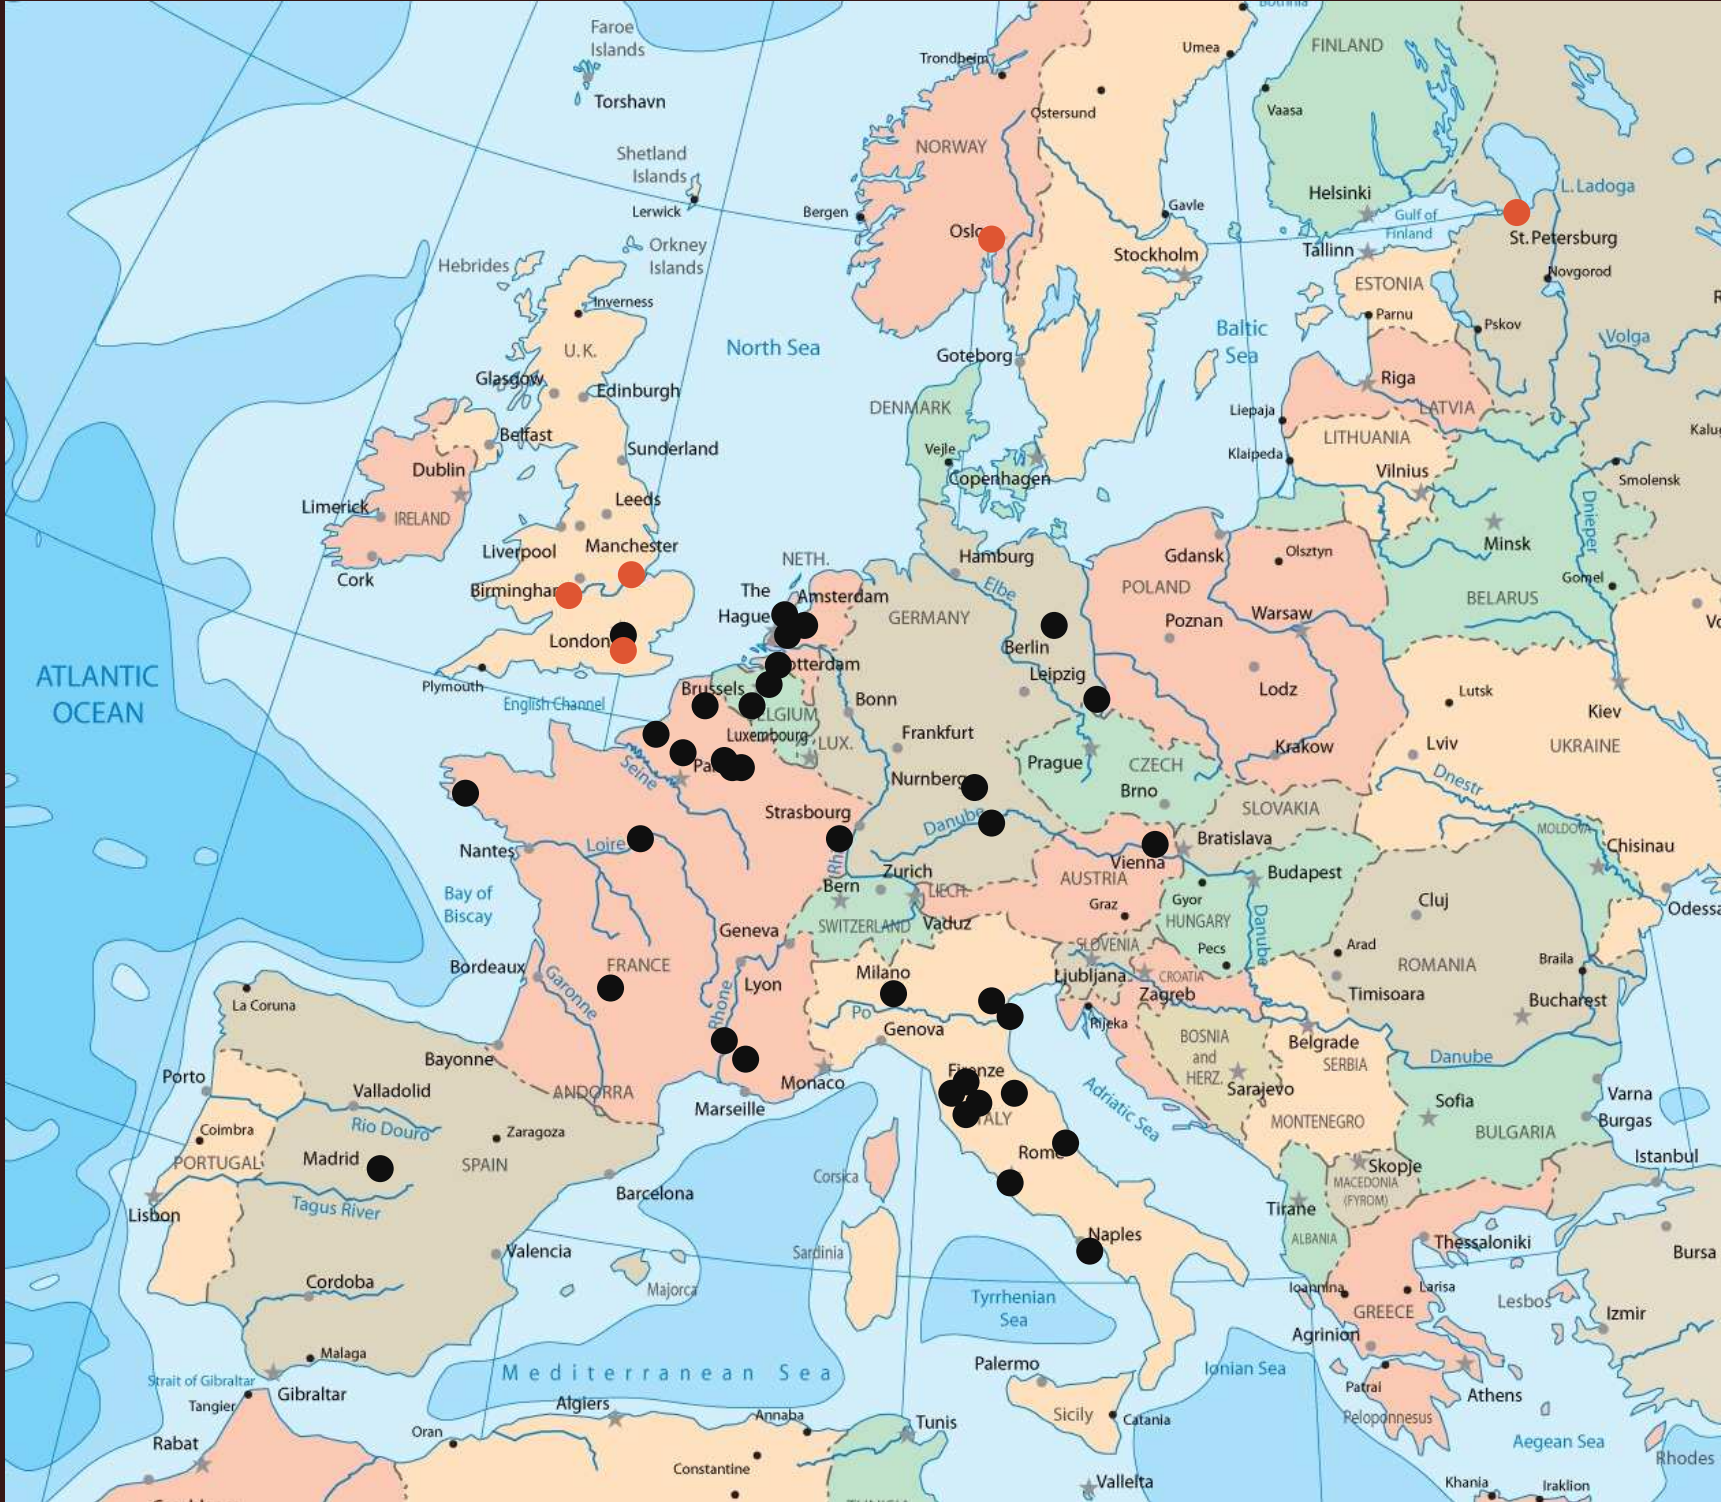 Bothnia
Faroe
Islands
Torshavn
Trondheim
Umea
FINLAND
Ostersund
Vaasa
NORWAY
Shetland
Islands
Lerwick
Bergen
Helsinki
L. Ladoga
Gavle
Gulf of
Finland
Orkney
Islands
Hebrides
Stockholm
Tallinn
St. Petersburg
Novgorod
ESTONIA
Inverness
Parnu
Pskov
Volga
U.K.
North Sea
Baltic
Sea
Goteborg
Glasgow
Edinburgh
Riga
LATVIA
DENMARK
Liepaja
Belfast
LITHUANIA
Sunderland
Vejle
Klaipeda
Dublin
Vilnius
Copenhagen
Smolensk
Limerick
IRELAND
Leeds
Dnieper
Minsk
Liverpool
Manchester
NETH.
Hamburg
Gdansk
Olsztyn
Cork
Gomel
Elbe
POLAND
The
Hague
Amsterdam
BELARUS
GERMANY
Warsaw
Poznan
London
Berlin
ATLANTIC
OCEAN
Plymouth
Leipzig
Brussels
Bonn
Lodz
Lutsk
English Channel
Kiev
Luxembourg
LUX.
Frankfurt
Krakow
Lviv
UKRAINE
Prague
CZECH
Seine
Nurnberg
Brno
Dnestr
SLOVAKIA
Strasbourg
Danube
MOLDOVA
Nantes
Loire
Bratislava
Chisinau
Vienna
Zurich
Bern
AUSTRIA
Budapest
Bay of
Biscay
LIECH.
Gyor
Graz
Cluj
HUNGARY
Danube
Odessa
Geneva
SWITZERLAND
Vaduz
SLOVENIA
Pecs
Arad
Bordeaux
FRANCE
Milano
Ljubljana
CROATIA
ROMANIA
Braila
Garonne
Lyon
Zagreb
Timisoara
Bucharest
La Coruna
Rhone
Po
Genova
Rijeka
BOSNIA
and
HERZ.
Belgrade
Danube
Bayonne
SERBIA
Porto
Valladolid
ANDORRA
Monaco
Sarajevo
Varna
Marseille
Adriatic Sea
Sofia
Burgas
MONTENEGRO
BULGARIA
Coimbra
Rio Douro
Zaragoza
PORTUGAL
Madrid
SPAIN
Istanbul
Skopje
Corsica
MACEDONIA
(FYROM)
Barcelona
Lisbon
Tagus River
Tirane
Naples
ALBANIA
Thessaloniki
Valencia
Sardinia
Bursa
Cordoba
Majorca
Ioannina
Larisa
Tyrrhenian
Sea
GREECE
Lesbos
Izmir
Agrinion
Malaga
Mediterranean Sea
Palermo
Ionian Sea
Strait of Gibraltar
Gibraltar
Patrai
Athens
Tangier
Algiers
Annaba
Sicily
Catania
Peloponnesus
Tunis
Oran
Rabat
Aegean Sea
Constantine
Rhodes
Vallelta
Khania
Iraklion